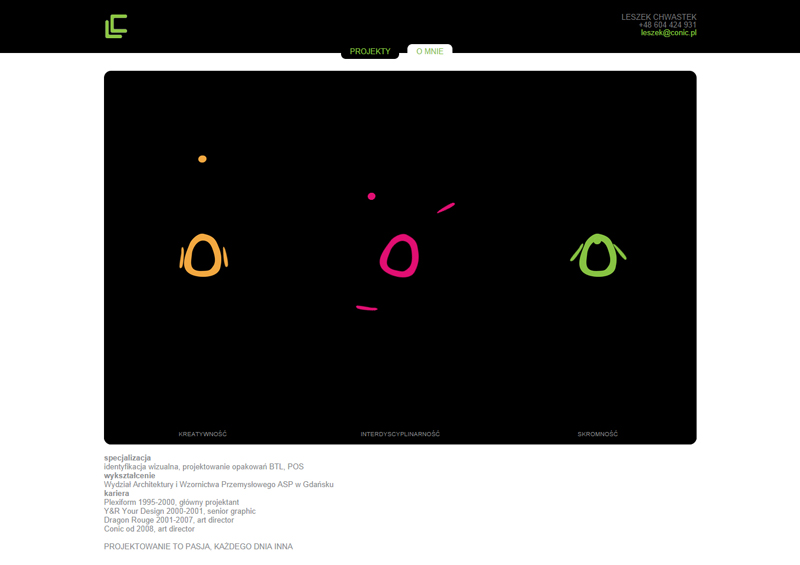 LESZEK CHWASTEK
+48 604 424 931
leszek@conic.pl
PROJEKTY
O MNIE
KREATYWNOŚĆ
INTERDYSCYPLINARNOŚĆ
SKROMNOŚĆ
specjalizacja
identyfikacja wizualna, projektowanie opakowań BTL, POS
wykształcenie
Wydział Architektury i Wzornictwa Przemysłowego ASP w Gdańsku
kariera
Plexiform 1995-2000, główny projektant
Y&R Your Design 2000-2001, senior graphic
Dragon Rouge 2001-2007, art director
Conic od 2008, art director
PROJEKTOWANIE TO PASJA, KAŻDEGO DNIA INNA